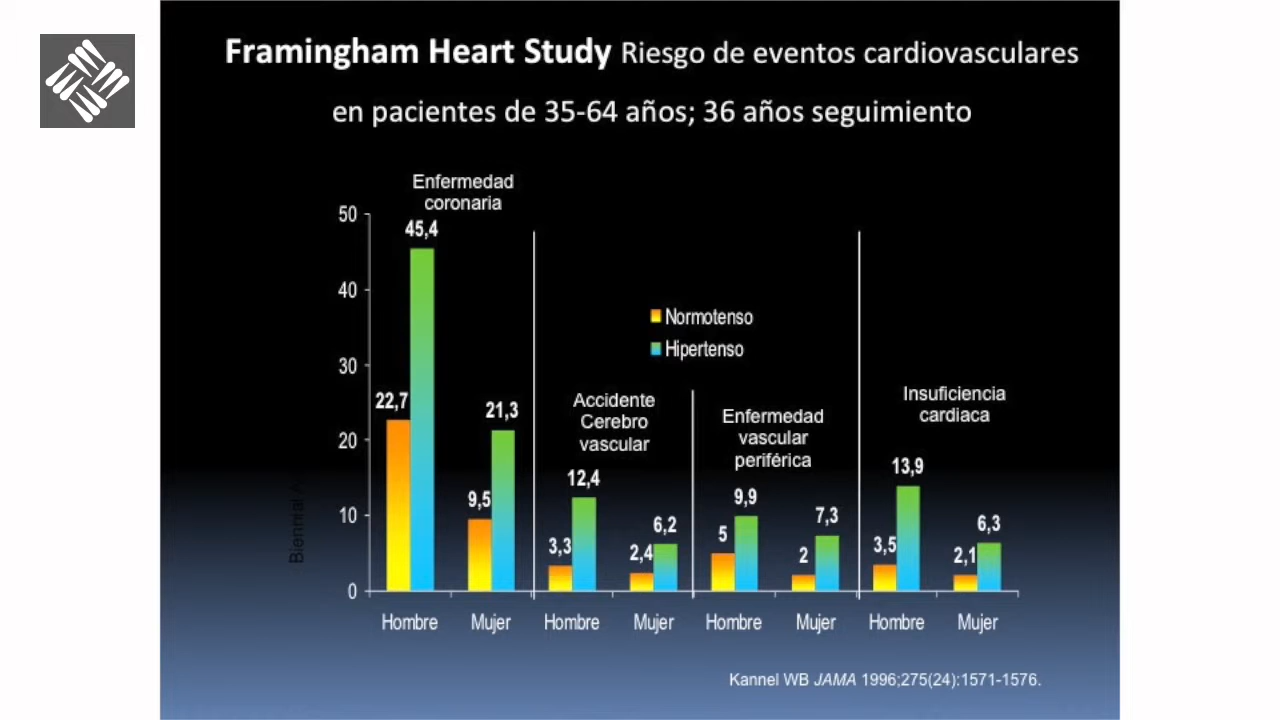 Framingham Heart Study Riesgo de eventos cardiovasculares
en pacientes de 35-64 años; 36 años seguimiento
Enfermedad
coronaria
50
40
30
20
10
0
45,4
22,7
21,3
9,5
Normotenso
Hipertenso
Accidente
Cerebro
vascular
12,4
3,3
6,2
2,4
Enfermedad
vascular
periférica
9,9
5
7,3
2
Insuficiencia
cardiaca
13,9
3,5
6,3
2,1
Biennial
Hombre Mujer Hombre Mujer Hombre Mujer Hombre Mujer
Kannel WB JAMA 1996;275(24):1571-1576.